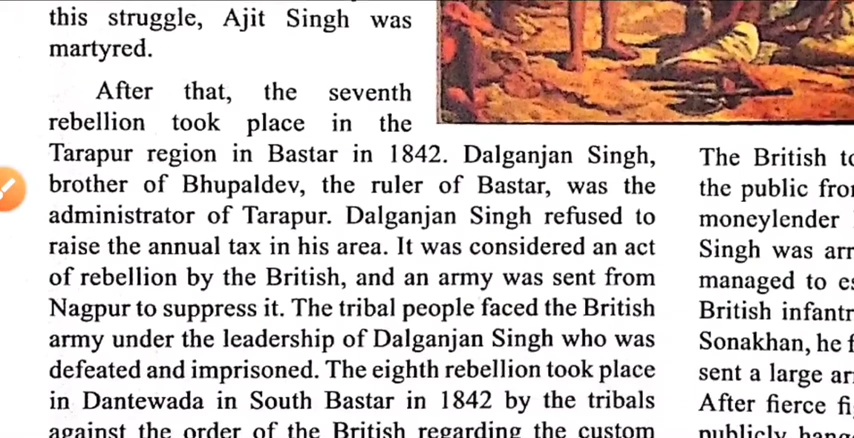 this struggle, Ajit Singh was
martyred.
After that, the seventh
rebellion took place in the
Tarapur region in Bastar in 1842. Dalganjan Singh,
brother of Bhupaldev, the ruler of Bastar, was the
administrator of Tarapur. Dalganjan Singh refused to
raise the annual tax in his area. It was considered an act
of rebellion by the British, and an army was sent from
Nagpur to suppress it. The tribal people faced the British
army under the leadership of Dalganjan Singh who was
defeated and imprisoned. The eighth rebellion took place
in Dantewada in South Bastar in 1842 by the tribals
against the order of the British regarding the custom
The British
the public
moneylender
Singh was
managed to
British
Sonakhan, he
sent a large
After fierce
publicly